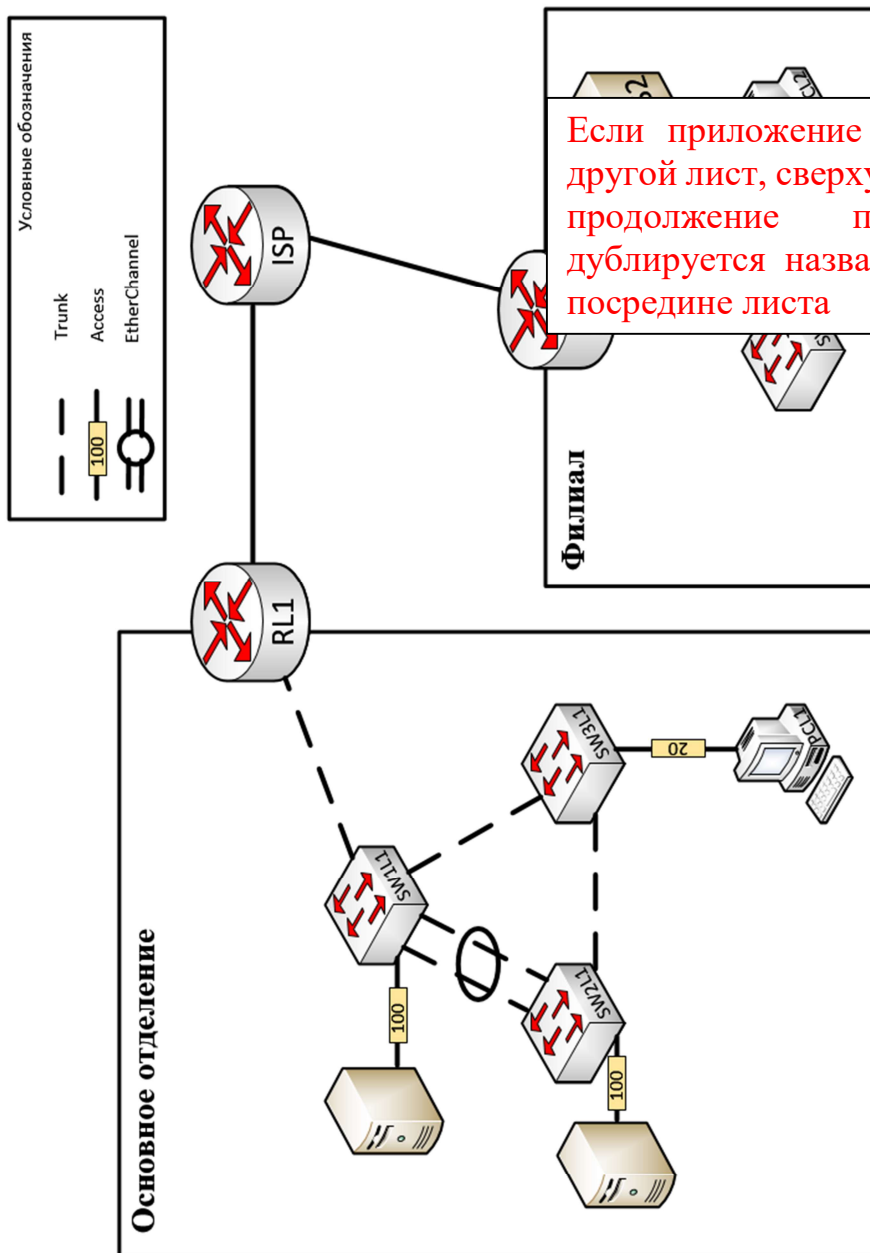 Условные обозначения
Trunk
Access
100
EtherChannel
ISP
RL1
Если приложение
другой лист, сверху
продолжение п
дублируется назва
посредине листа
Филиал
Основное отделение
SW1L1
SW3L1
SW2L1
100
100
20
PCL1